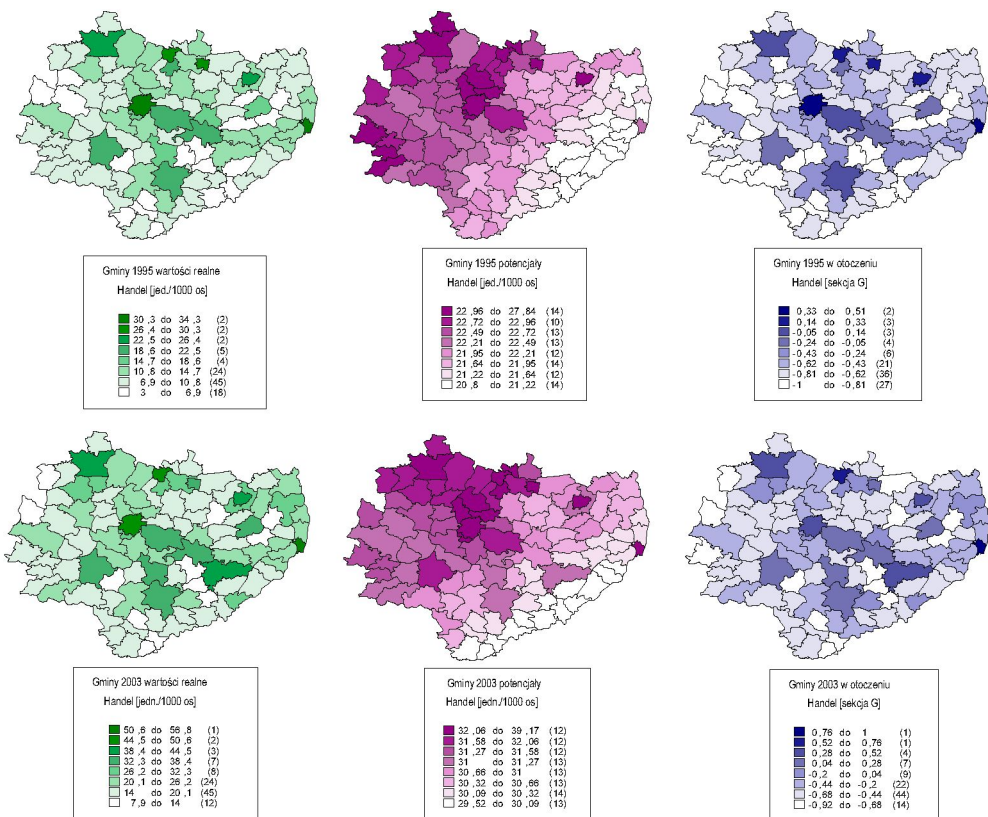 Gminy 1995 wartości realne
Handel [jed./1000 os]
30 ,3 do 34 ,3 (2)
26 ,4 do 30 ,3 (2)
22 ,5 do 26 ,4 (2)
18 ,6 do 22 ,5 (5)
14 ,7 do 18 ,6 (4)
10 ,8 do 14 ,7 (24)
6 ,9 do 10 ,8 (45)
3 do 6 ,9 (18)
Gminy 1995 potencjały
Handel [jed./1000 os]
22 ,96 do 27 ,84 (14)
22 ,72 do 22 ,96 (10)
22 ,49 do 22 ,72 (13)
22 ,21 do 22 ,49 (13)
21 ,95 do 22 ,21 (12)
21 ,64 do 21 ,95 (14)
21 ,22 do 21 ,64 (12)
20 ,8 do 21 ,22 (14)
Gminy 1995 w otoczeniu
Handel [sekcja G]
0,33 do 0,51 (2)
0,14 do 0,33 (3)
-0,05 do 0,14 (3)
-0,24 do -0,05 (4)
-0,43 do -0,24 (6)
-0,62 do -0,43 (21)
-0,81 do -0,62 (36)
-1 do -0,81 (27)
Gminy 2003 wartości realne
Handel [jedn./1000 os]
50 ,6 do 56 ,8 (1)
44 ,5 do 50 ,6 (2)
38 ,4 do 44 ,5 (3)
32 ,3 do 38 ,4 (7)
26 ,2 do 32 ,3 (8)
20 ,1 do 26 ,2 (24)
14 do 20 ,1 (45)
7 ,9 do 14 (12)
Gminy 2003 potencjały
Handel [jedn./1000 os]
32 ,06 do 39 ,17 (12)
31 ,58 do 32 ,06 (12)
31 ,27 do 31 ,58 (12)
31 do 31 ,27 (13)
30 ,66 do 31 (13)
30 ,32 do 30 ,66 (13)
30 ,09 do 30 ,32 (14)
29 ,52 do 30 ,09 (13)
Gminy 2003 w otoczeniu
Handel [sekcja G]
0,76 do 1 (1)
0,52 do 0,76 (1)
0,28 do 0,52 (4)
0,04 do 0,28 (7)
-0,2 do 0,04 (9)
-0,44 do -0,2 (22)
-0,68 do -0,44 (44)
-0,92 do -0,68 (14)